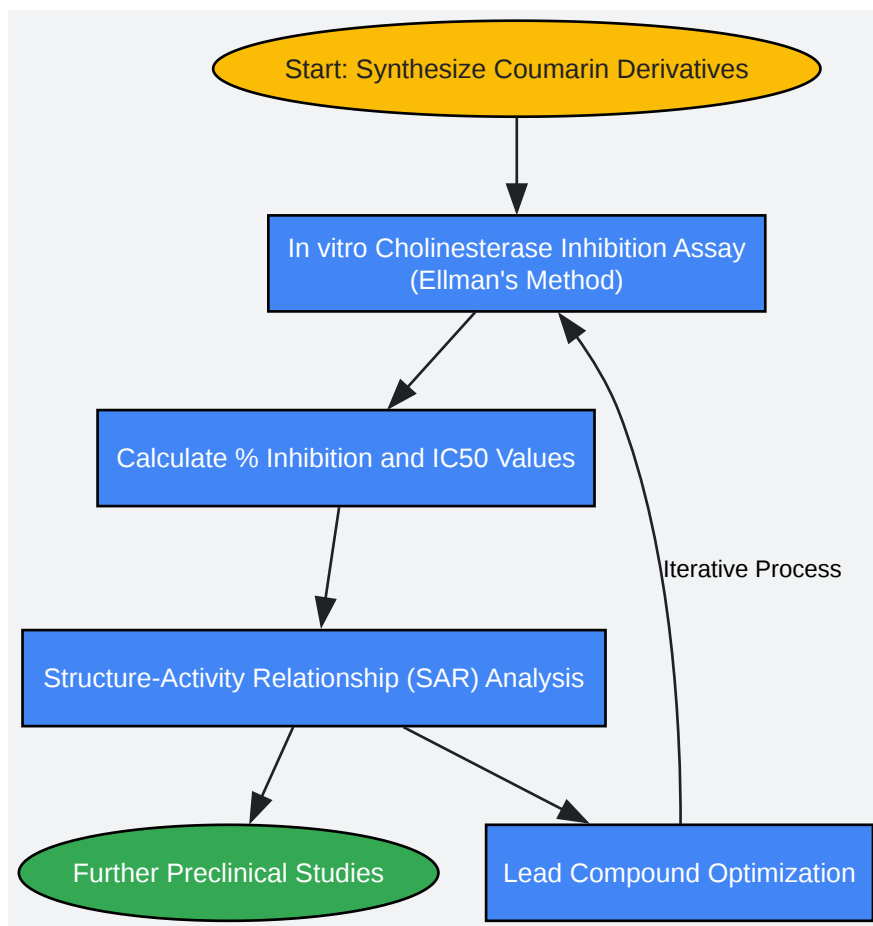 Start: Synthesize Coumarin Derivatives
In vitro Cholinesterase Inhibition Assay
(Ellman's Method)
Calculate % Inhibition and IC50 Values
Iterative Process
Structure-Activity Relationship (SAR) Analysis
Further Preclinical Studies
Lead Compound Optimization